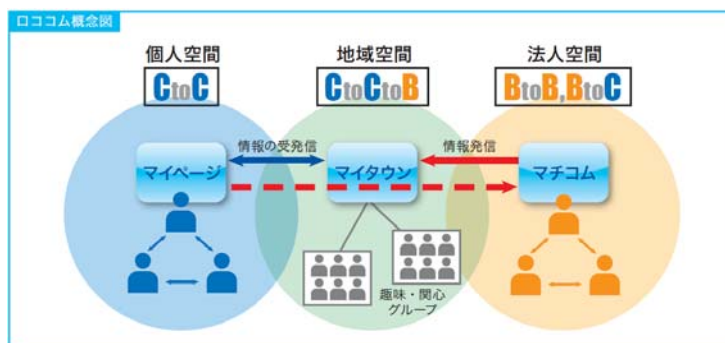 ロココム概念図
個人空間
CtoC
地域空間
CtoCtoB
法人空間
BtoB,BtoC
情報の受発信
情報発信
マイページ
マイタウン
マチコム
趣味・関心
グループ